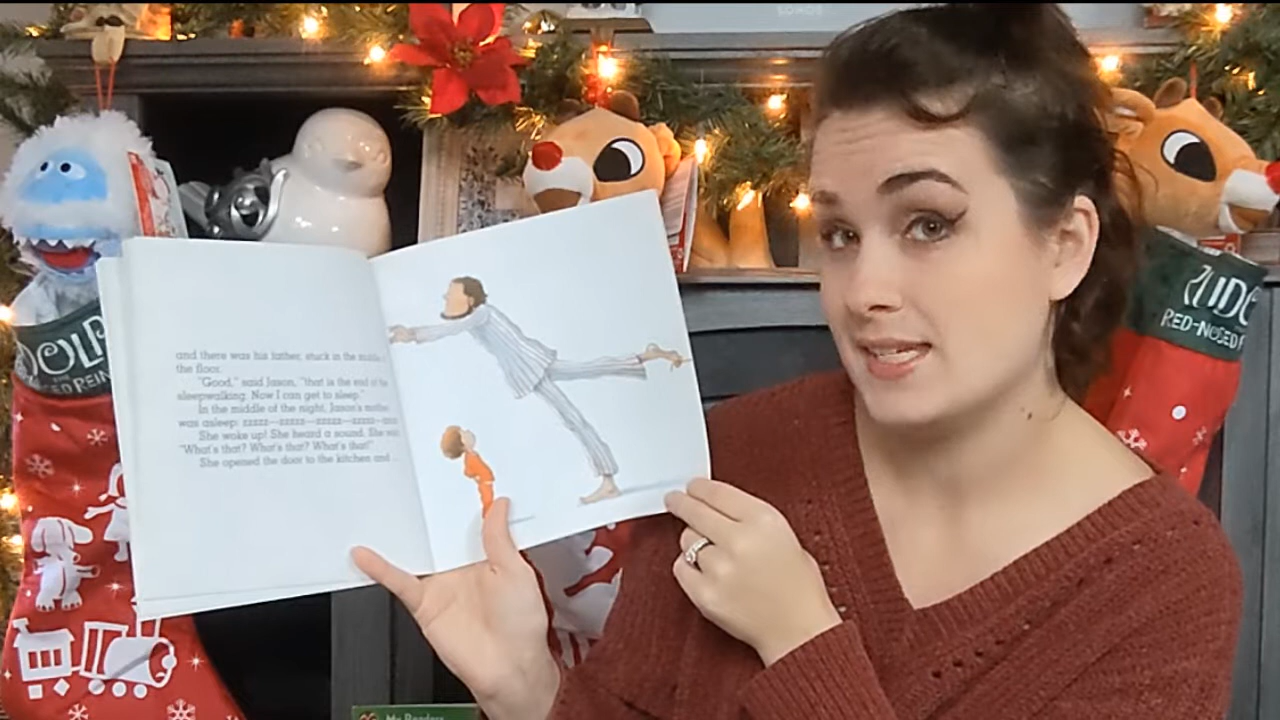 SONOS
and there was his father, stuck in the middle
the floor.
"Good," said Jason, "that is the end of the
sleepwalking. Now I can get to sleep."
In the middle of the night, Jason's mother
was asleep: zzzzz—zzzzz—zzzzz—zzzzz—
She woke up! She heard a sound. She
"What's that? What's that? What's that!"
She opened the door to the kitchen and
RED-NOSED